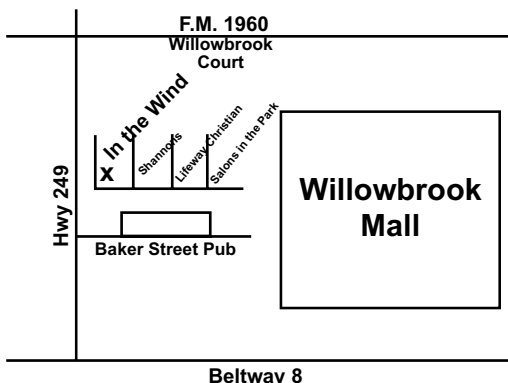 F.M. 1960
Willowbrook
Court
In the Wind
x
Shannons
Lifeway Christian
Salons in the Park
Hwy 249
Willowbrook
Mall
Baker Street Pub
Beltway 8